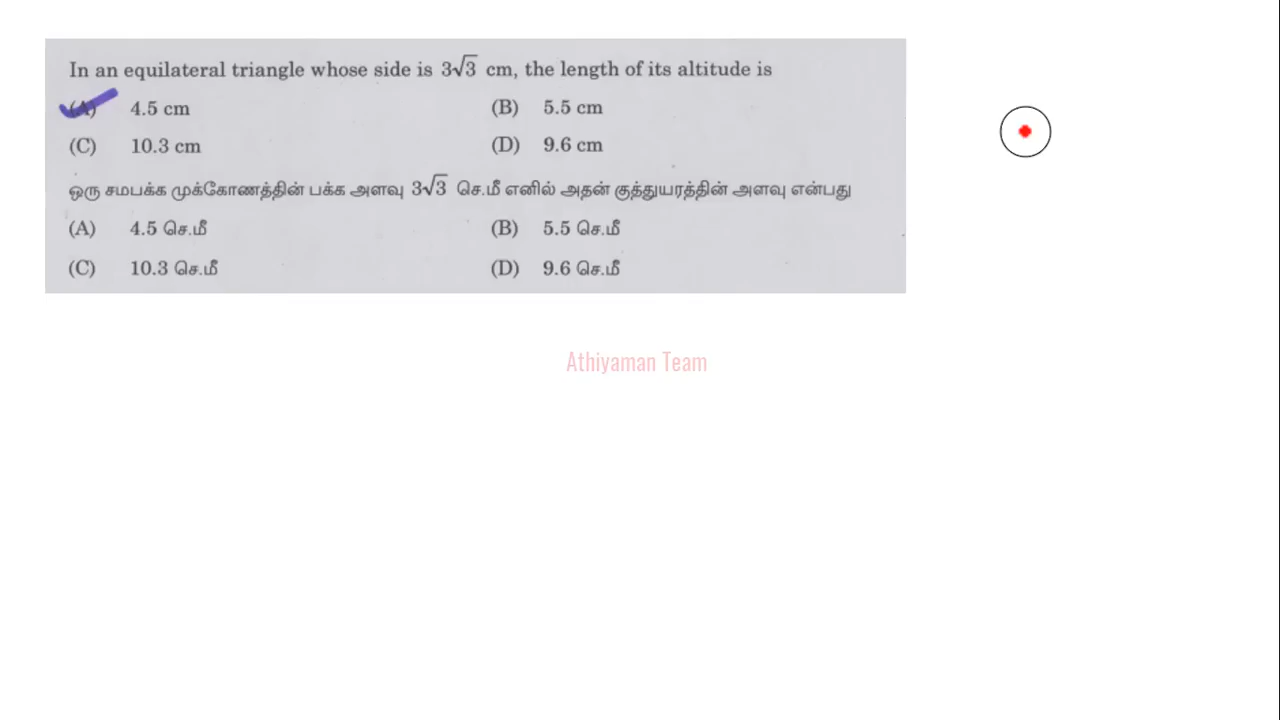 In an equilateral triangle whose side is 3√3 cm, the length of its altitude is
(A) 4.5 cm (B) 5.5 cm
(C) 10.3 cm (D) 9.6 cm
ஒரு சமபக்க முக்கோணத்தின் பக்க அளவு 3√3 செ.மீ எனில் அதன் குத்துயரத்தின் அளவு என்பது
(A) 4.5 செ.மீ (B) 5.5 செ.மீ
(C) 10.3 செ.மீ (D) 9.6 செ.மீ
Athiyaman Team